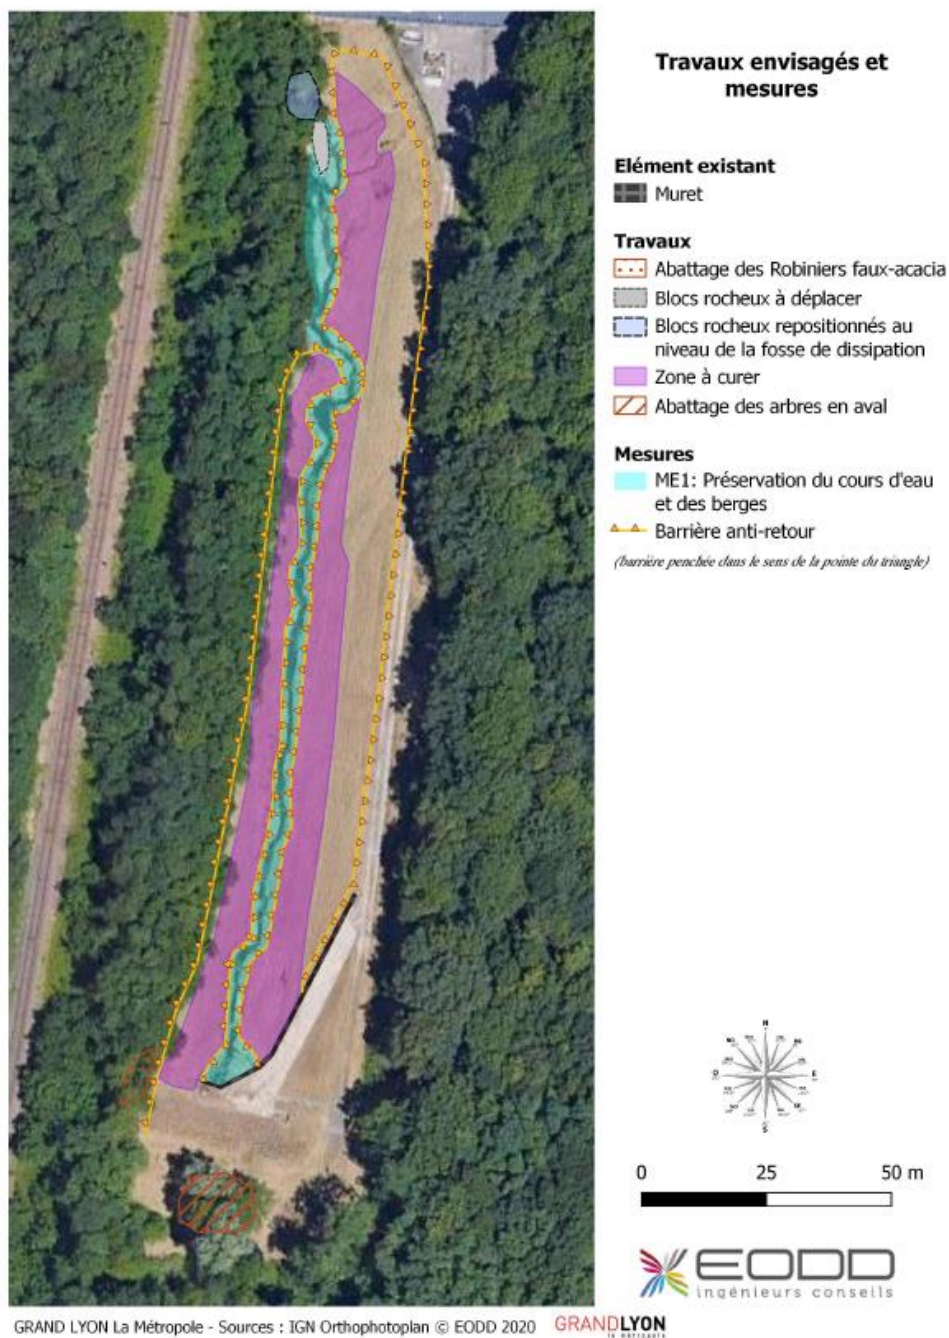 Travaux envisagés et
mesures
Elément existant
Muret
Travaux
Abattage des Robiniers faux-acacia
Blocs rocheux à déplacer
Blocs rocheux repositionnés au
niveau de la fosse de dissipation
Zone à curer
Abattage des arbres en aval
Mesures
ME1: Préservation du cours d'eau
et des berges
Barrière anti-retour
(barrière penchée dans le sens de la pointe du triangle)
0 25 50 m
EODD
ingénieurs conseils
GRAND LYON La Métropole - Sources : IGN Orthophotoplan © EODD 2020
GRANDLYON
la métropole